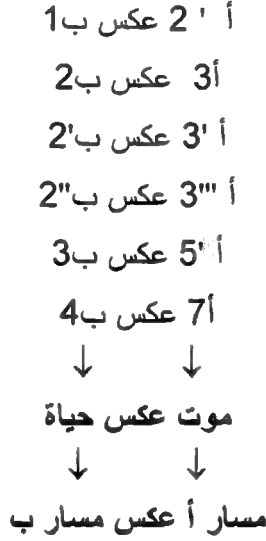 أ ' 2 عكس ب1
أ3 عكس ب2
أ '3 عكس ب'2
أ '''3 عكس ب''2
أ '5 عكس ب3
أ7 عكس ب4
↓ ↓
موت عكس حياة
↓ ↓
مسار أ عكس مسار ب